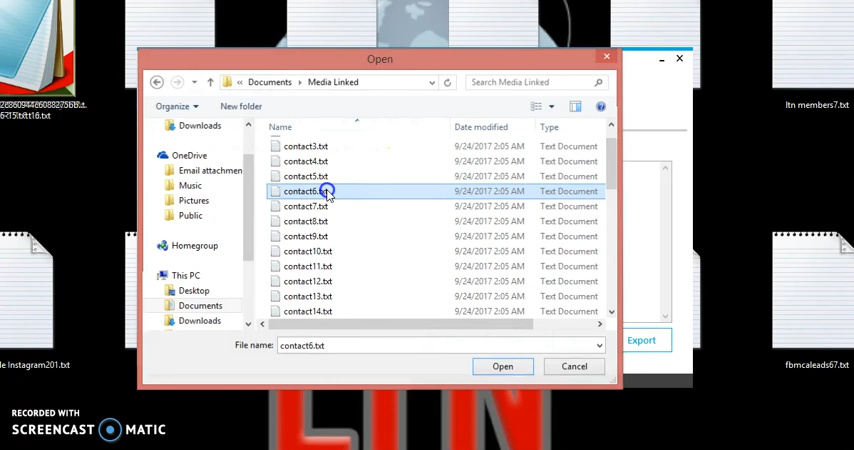 Open
Documents
Media Linked
Search Media Linked
Organize
New folder
Name
Date modified
Type
Downloads
OneDrive
Email attachmen
Music
Pictures
Public
Homegroup
This PC
Desktop
Documents
Downloads
contact3.txt 9/24/2017 2:05 AM Text Document
contact4.txt 9/24/2017 2:05 AM Text Document
contact5.txt 9/24/2017 2:05 AM Text Document
contact6.txt 9/24/2017 2:05 AM Text Document
contact7.txt 9/24/2017 2:05 AM Text Document
contact8.txt 9/24/2017 2:05 AM Text Document
contact9.txt 9/24/2017 2:05 AM Text Document
contact10.txt 9/24/2017 2:05 AM Text Document
contact11.txt 9/24/2017 2:05 AM Text Document
contact12.txt 9/24/2017 2:05 AM Text Document
contact13.txt 9/24/2017 2:05 AM Text Document
contact14.txt 9/24/2017 2:05 AM Text Document
File name: contact6.txt
Open
Cancel
Export
ltn members7.txt
fbmcaleads67.txt
le Instagram201.txt
RECORDED WITH
SCREENCAST MATIC